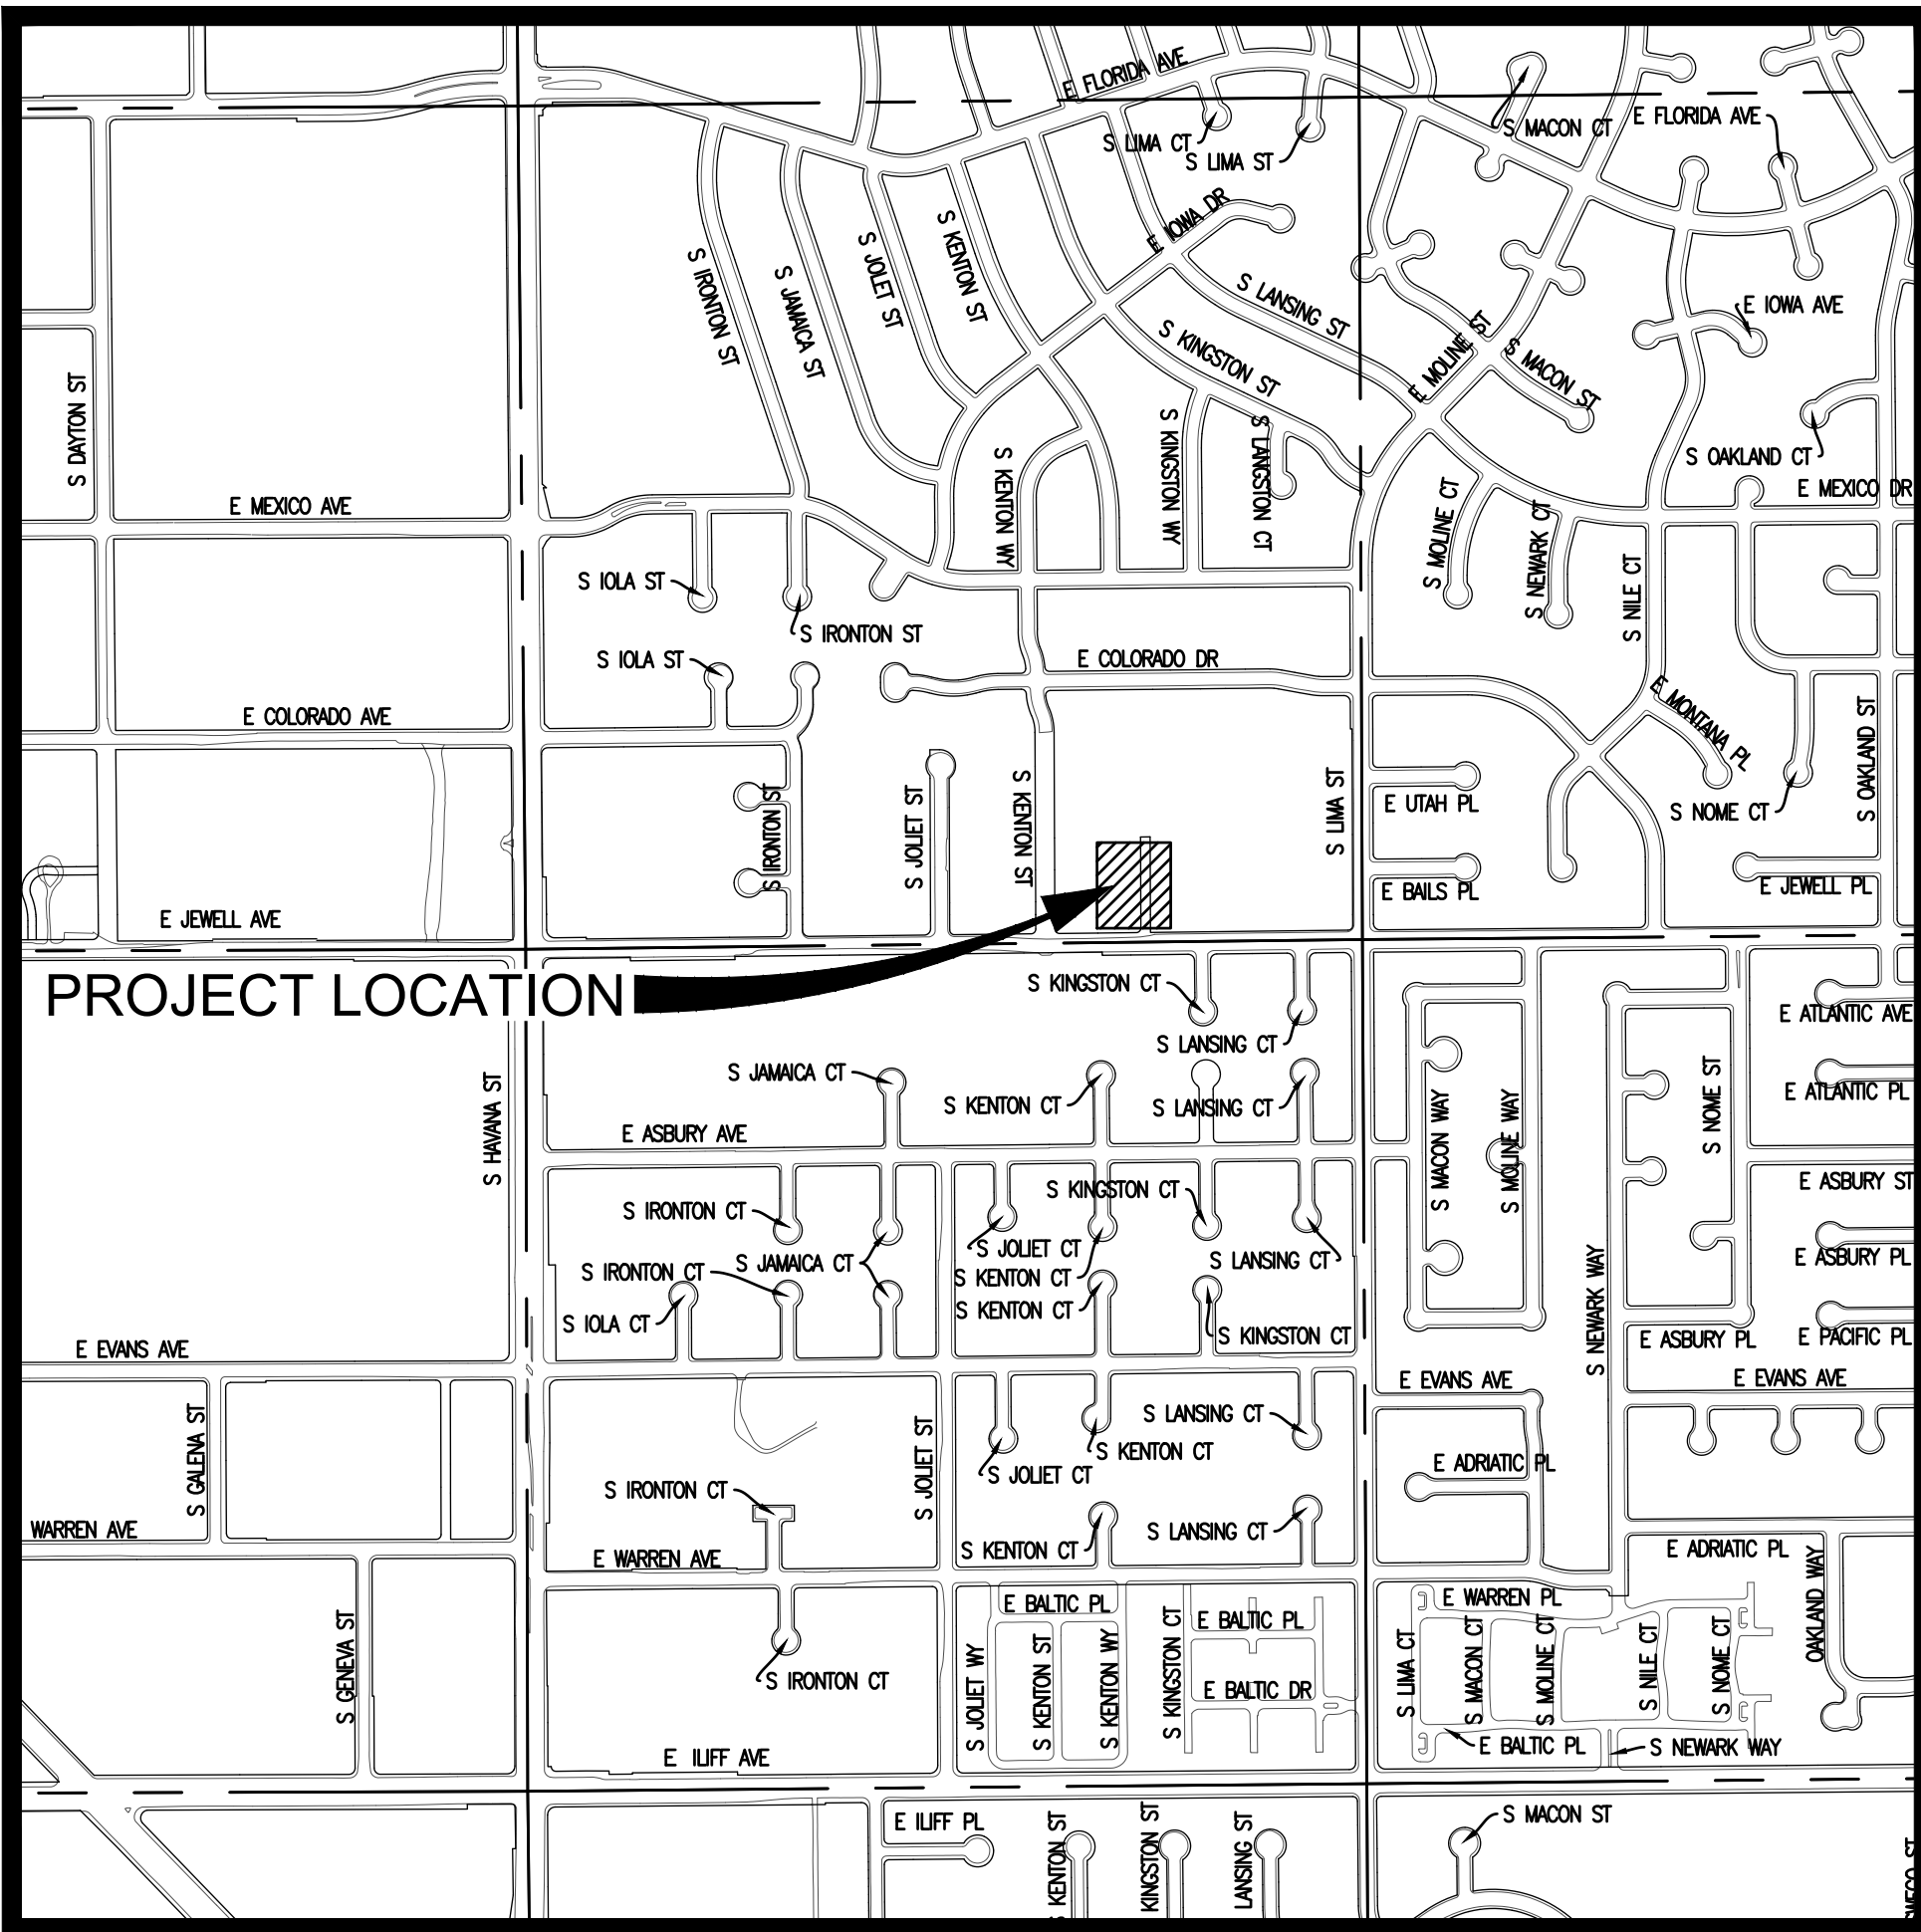 E FLORIDA AVE
S LIMA CT
S LIMA ST
S MACON CT
E FLORIDA AVE
E IOWA DR
S IRONTON ST
S JAMAICA ST
S JOLET ST
S KENTON ST
S LANSING ST
S KINGSTON ST
E MOLINE ST
S MACON ST
E IOWA AVE
S DAYTON ST
E MEXICO AVE
S KENTON WY
S KINGSTON WY
S LANGSTON CT
S MOLINE CT
S NEWARK CT
S NILE CT
S OAKLAND CT
E MEXICO DR
S IOLA ST
S IRONTON ST
S IOLA ST
E COLORADO DR
E COLORADO AVE
E MONTANA PL
S OAKLAND ST
S IRONTON ST
S JOLIET ST
S KENTON ST
S LIMA ST
E UTAH PL
S NOME CT
E BAILS PL
E JEWELL PL
E JEWELL AVE
PROJECT LOCATION
S KINGSTON CT
S LANSING CT
E ATLANTIC AVE
S HAVANA ST
S JAMAICA CT
S KENTON CT
S LANSING CT
E ASBURY AVE
S MACON WAY
S MOLINE WAY
S NOME ST
E ATLANTIC PL
S KINGSTON CT
E ASBURY ST
S IRONTON CT
S JOLIET CT
S LANSING CT
E ASBURY PL
S JAMAICA CT
S IRONTON CT
S KENTON CT
S KENTON CT
S IOLA CT
S KINGSTON CT
S NEWARK WAY
E ASBURY PL
E PACIFIC PL
E EVANS AVE
E EVANS AVE
E EVANS AVE
S GALENA ST
S JOLIET ST
S LANSING CT
S KENTON CT
S JOLIET CT
E ADRIATIC PL
S IRONTON CT
WARREN AVE
S LANSING CT
S KENTON CT
E WARREN AVE
E ADRIATIC PL
OAKLAND WAY
E WARREN PL
E BALTIC PL
E BALTIC PL
S GENEVA ST
S IRONTON CT
S JOLIET WY
S KENTON ST
S KENTON WY
S KINGSTON CT
E BALTIC DR
S LIMA CT
S MACON CT
S MOLINE CT
S NILE CT
S NOME CT
E ILIFF AVE
E BALTIC PL
S NEWARK WAY
E ILIFF PL
S KENTON ST
KINGSTON ST
LANSING ST
S MACON ST